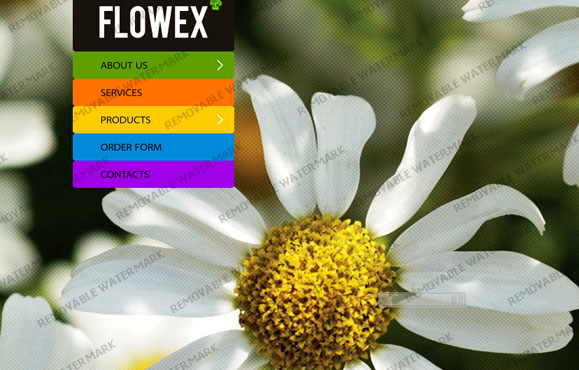 FLOWEX
ABOUT US
SERVICES
PRODUCTS
ORDER FORM
CONTACTS
REMOVABLE WATERMARK
REMOVABLE WATERMARK
REMOVABLE WATERMARK
REMOVABLE WATERMARK
REMOVABLE WATERMARK
REMOVABLE WATERMARK
REMOVABLE WATERMARK
REMOVABLE WATERMARK
REMOVABLE WATERMARK
REMOVABLE WATERMARK